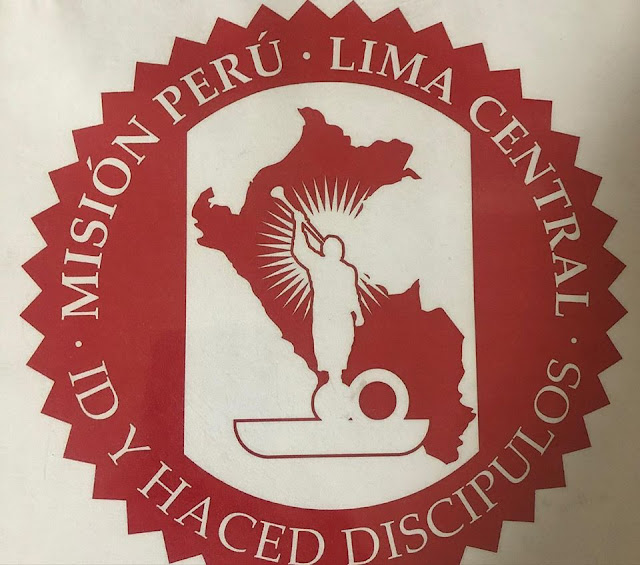 MISIÓN PERÚ · LIMA CENTRAL ·
ID Y HACED DISCIPULOS ·